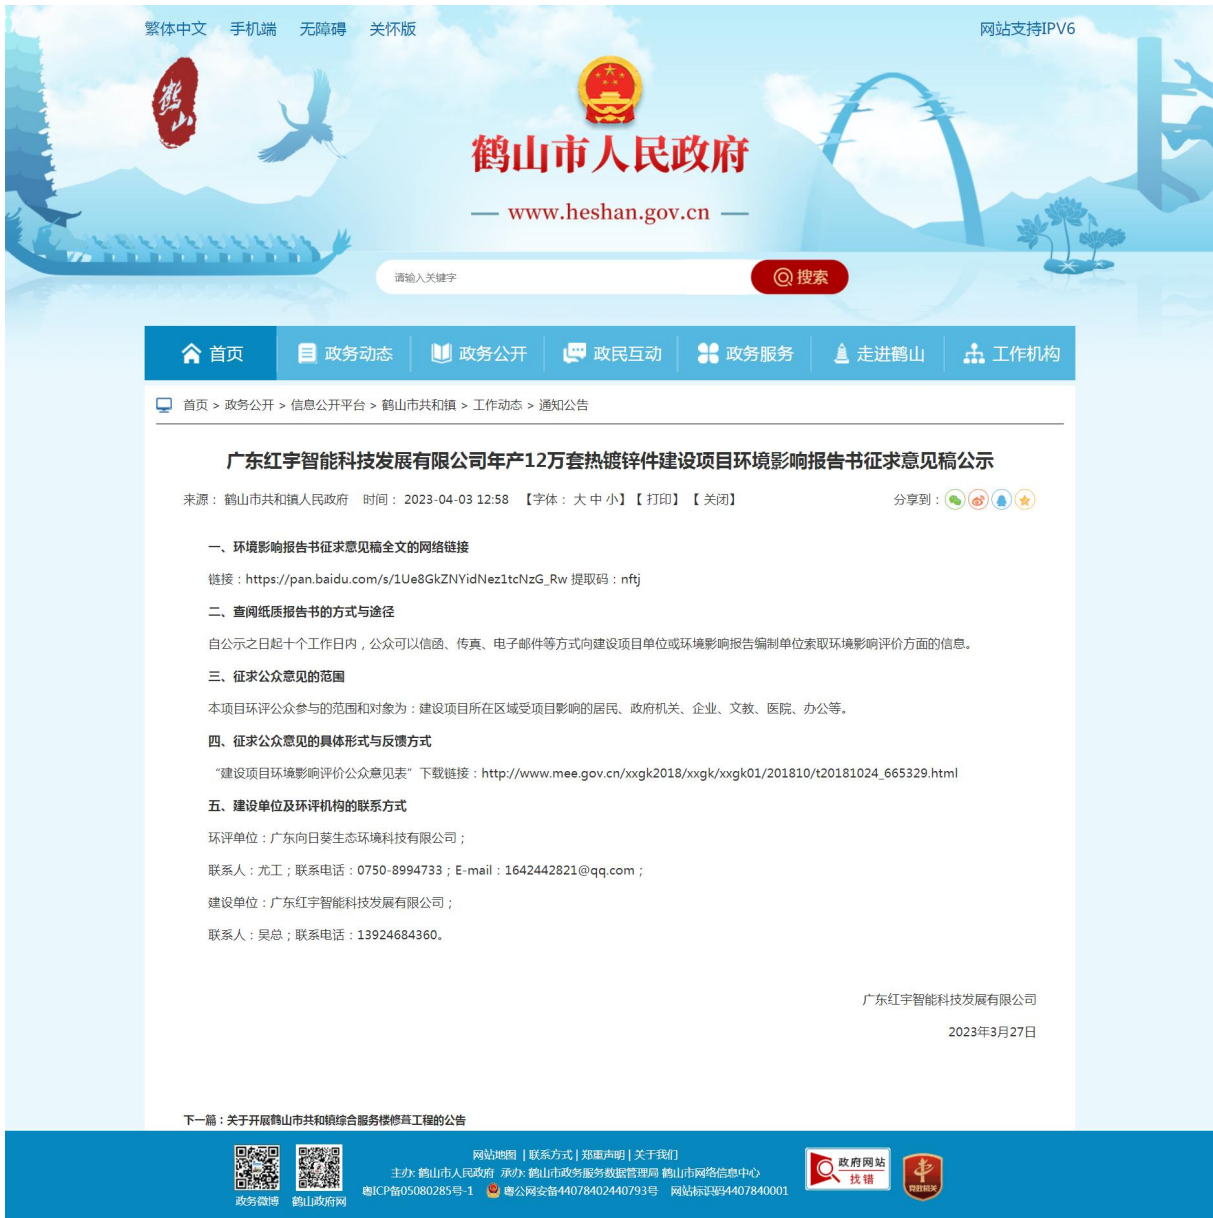 繁体中文 手机端 无障碍 关怀版 网站支持IPV6
鹤山
鹤山市人民政府
www.heshan.gov.cn
请输入关键字 搜索
首页 政务动态 政务公开 政民互动 政务服务 走进鹤山 工作机构
首页 > 政务公开 > 信息公开平台 > 鹤山市共和镇 > 工作动态 > 通知公告
广东红宇智能科技发展有限公司年产12万套热镀锌件建设项目环境影响报告书征求意见稿公示
来源： 鹤山市共和镇人民政府 时间： 2023-04-03 12:58 【字体： 大 中 小】【 打印】 【 关闭】 分享到：
一、环境影响报告书征求意见稿全文的网络链接
链接：https://pan.baidu.com/s/1Ue8GkZNYidNez1tcNzG_Rw 提取码：nftj
二、查阅纸质报告书的方式与途径
自公示之日起十个工作日内，公众可以信函、传真、电子邮件等方式向建设项目单位或环境影响报告编制单位索取环境影响评价方面的信息。
三、征求公众意见的范围
本项目环评公众参与的范围和对象为：建设项目所在区域受项目影响的居民、政府机关、企业、文教、医院、办公等。
四、征求公众意见的具体形式与反馈方式
“建设项目环境影响评价公众意见表”下载链接：http://www.mee.gov.cn/xxgk2018/xxgk/xxgk01/201810/t20181024_665329.html
五、建设单位及环评机构的联系方式
环评单位：广东向日葵生态环境科技有限公司；
联系人：尤工；联系电话：0750-8994733；E-mail：1642442821@qq.com；
建设单位：广东红宇智能科技发展有限公司；
联系人：吴总；联系电话：13924684360。
广东红宇智能科技发展有限公司
2023年3月27日
下一篇：关于开展鹤山市共和镇综合服务楼修葺工程的公告
网站地图 | 联系方式 | 郑重声明 | 关于我们
主办: 鹤山市人民政府 承办: 鹤山市政务服务数据管理局 鹤山市网络信息中心
粤ICP备05080285号-1 粤公网安备44078402440793号 网站标识码4407840001
政务微博 鹤山政府网
政府网站
找错
党政机关